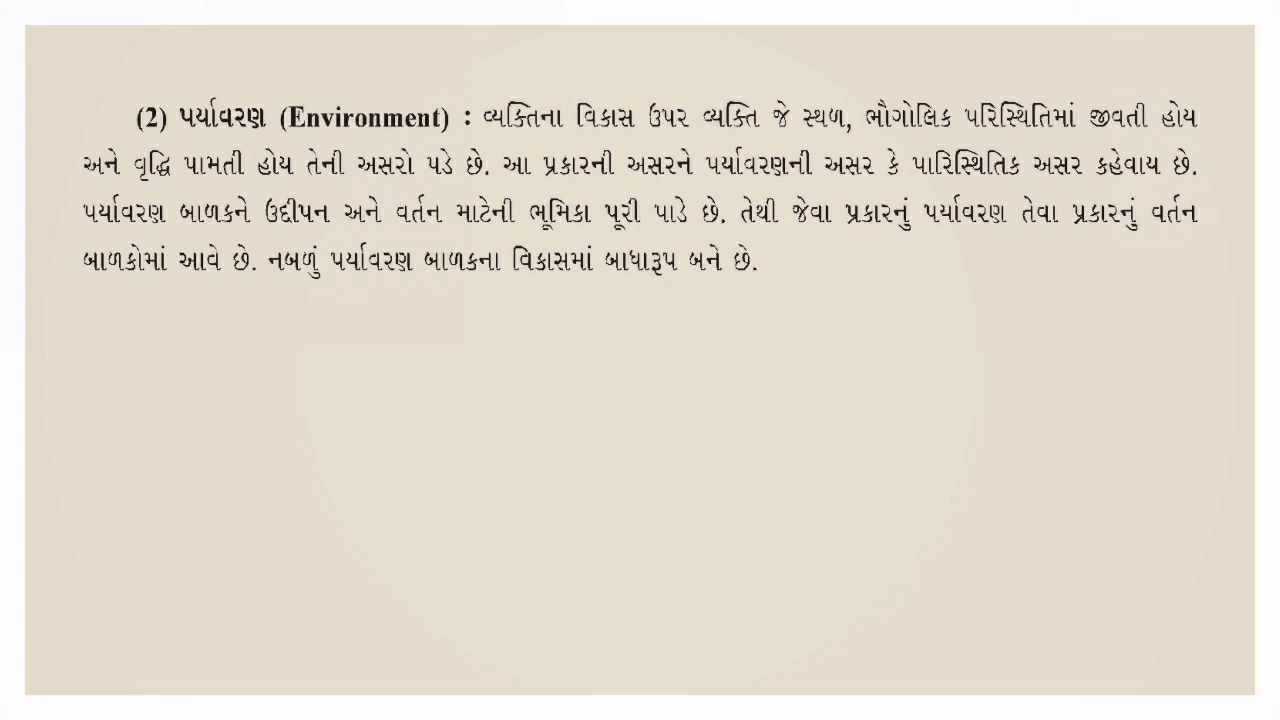 (2) પર્યાવરણ (Environment) : વ્યક્તિના વિકાસ ઉપર વ્યક્તિ જે સ્થળ, ભૌગોલિક પરિસ્થિતિમાં જીવતી હોય
અને વૃદ્ધિ પામતી હોય તેની અસરો પડે છે. આ પ્રકારની અસરને પર્યાવરણની અસર કે પારિસ્થિતિક અસર કહેવાય છે.
પર્યાવરણ બાળકને ઉદ્દીપન અને વર્તન માટેની ભૂમિકા પૂરી પાડે છે. તેથી જેવા પ્રકારનું પર્યાવરણ તેવા પ્રકારનું વર્તન
બાળકોમાં આવે છે. નબળું પર્યાવરણ બાળકના વિકાસમાં બાધારૂપ બને છે.